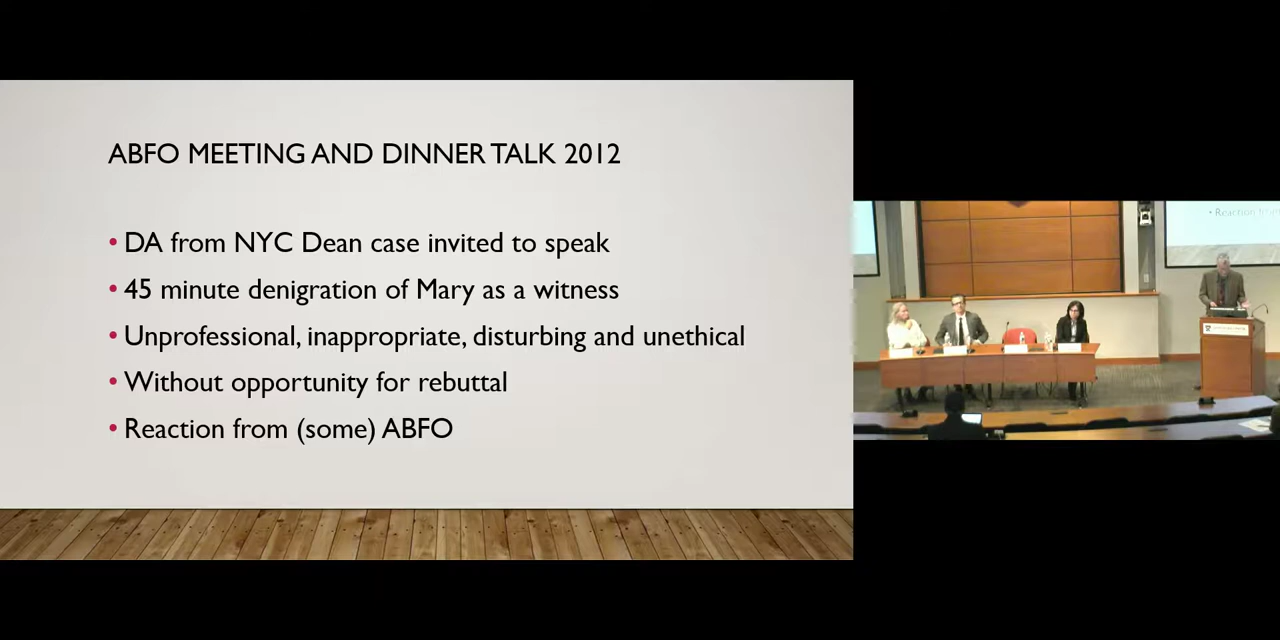 ABFO MEETING AND DINNER TALK 2012
• DA from NYC Dean case invited to speak
• 45 minute denigration of Mary as a witness
• Unprofessional, inappropriate, disturbing and unethical
• Without opportunity for rebuttal
• Reaction from (some) ABFO
• Reaction